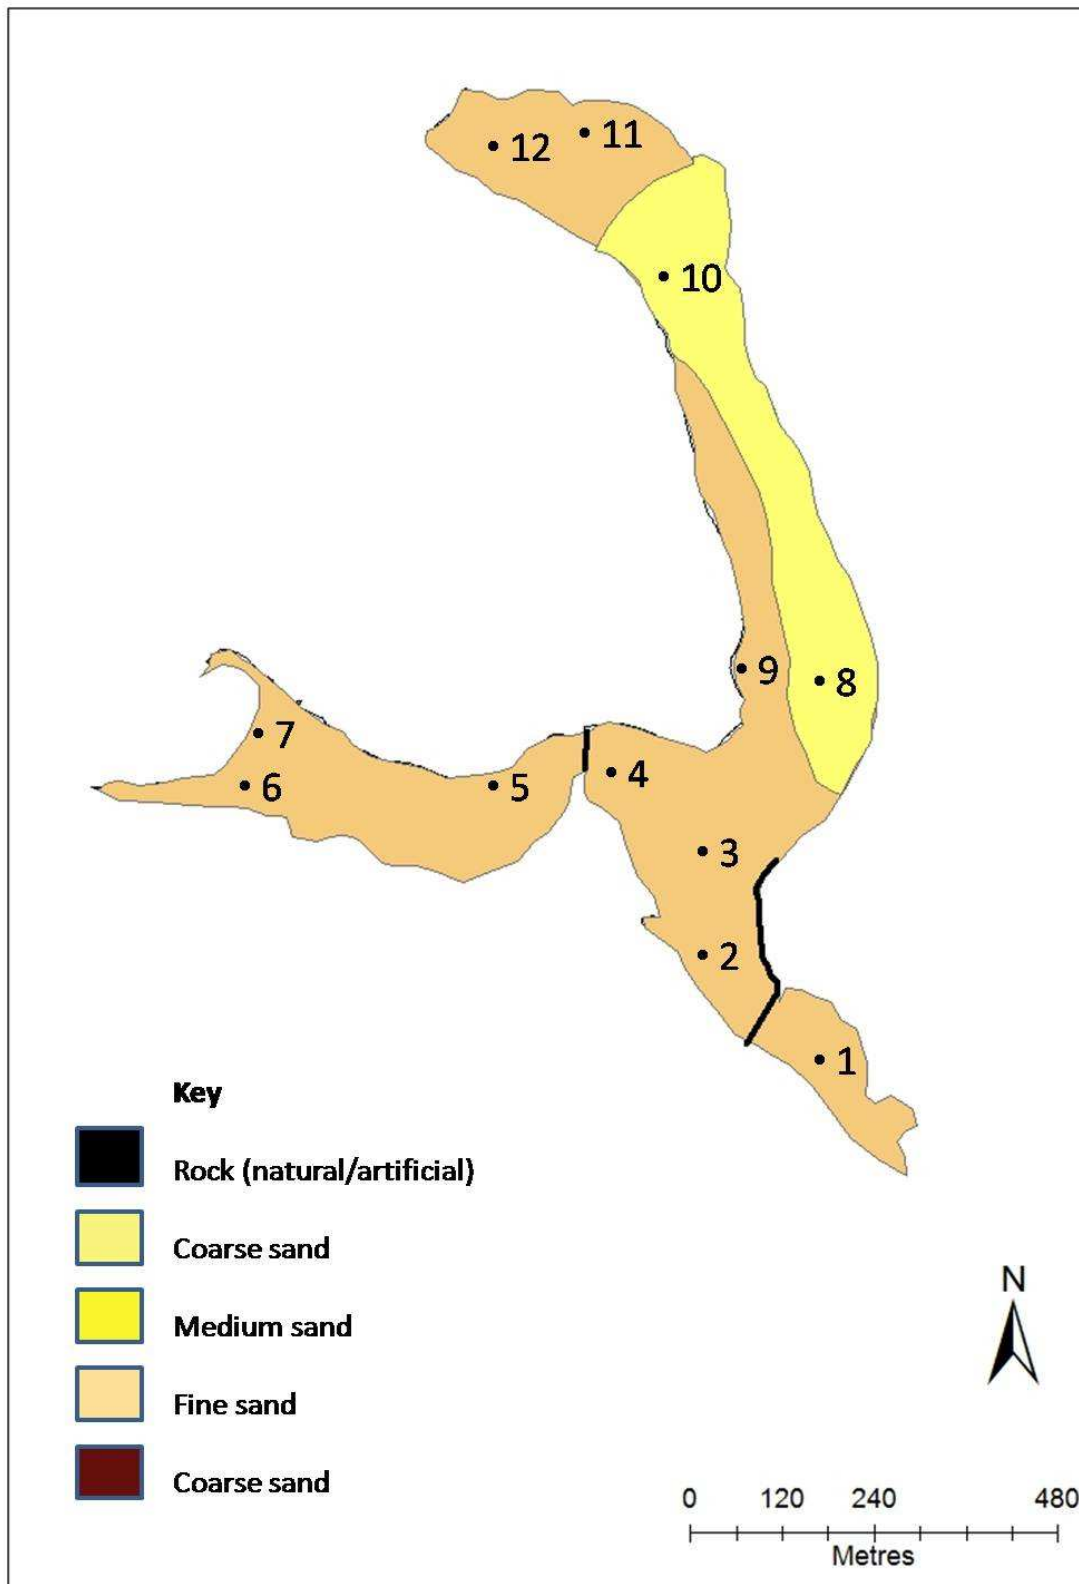 11
12
10
9
8
7
6
5
4
3
2
1
Key
Rock (natural/artificial)
Coarse sand
Medium sand
Fine sand
Coarse sand
N
0 120 240 480
Metres